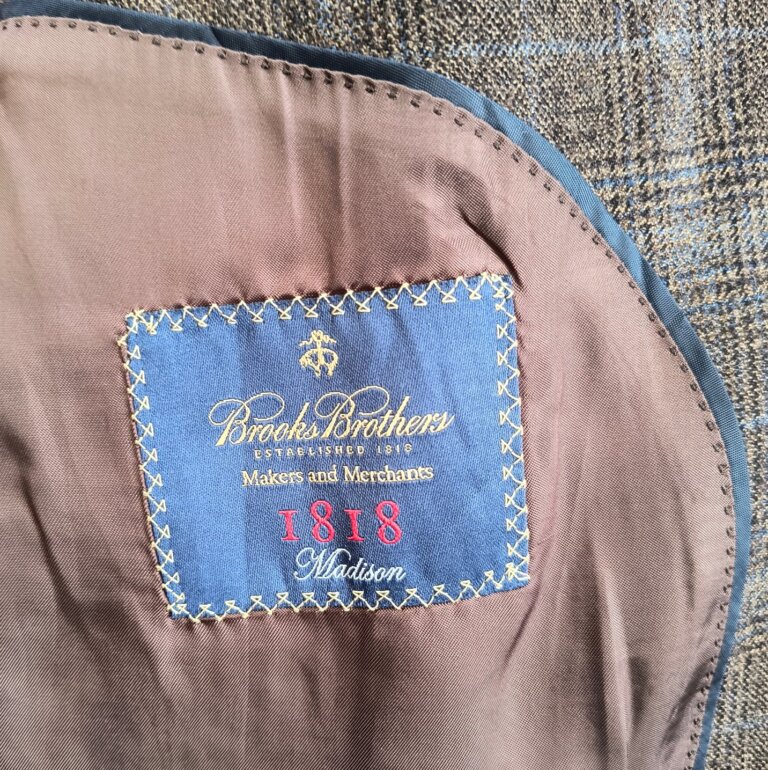 Brooks Brothers
ESTABLISHED 1818
Makers and Merchants
1818
Madison